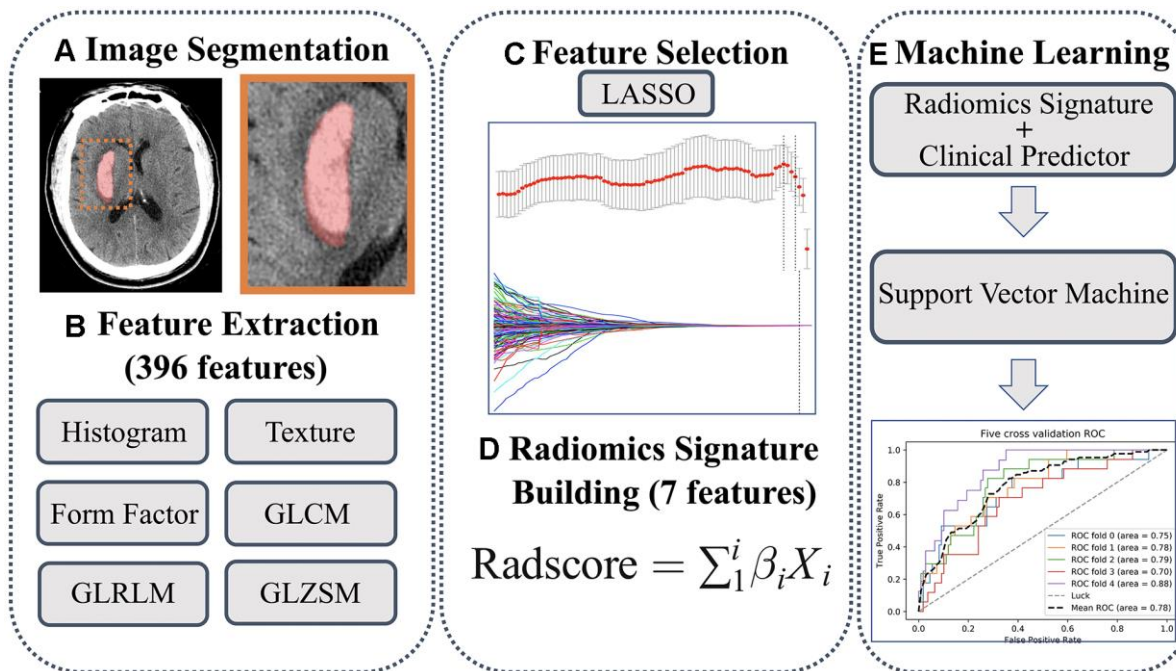 A Image Segmentation
B Feature Extraction
(396 features)
Histogram
Texture
Form Factor
GLCM
GLRLM
GLZSM
C Feature Selection
LASSO
D Radiomics Signature
Building (7 features)
Radscore = ∑₁ⁱ βᵢXᵢ
E Machine Learning
Radiomics Signature
+
Clinical Predictor
Support Vector Machine
Five cross validation ROC
True Positive Rate
1.0
0.8
0.6
0.4
0.2
0.0
ROC fold 0 (area = 0.75)
ROC fold 1 (area = 0.78)
ROC fold 2 (area = 0.79)
ROC fold 3 (area = 0.70)
ROC fold 4 (area = 0.88)
Luck
Mean ROC (area = 0.78)
0.0 0.2 0.4 0.6 0.8 1.0
False Positive Rate